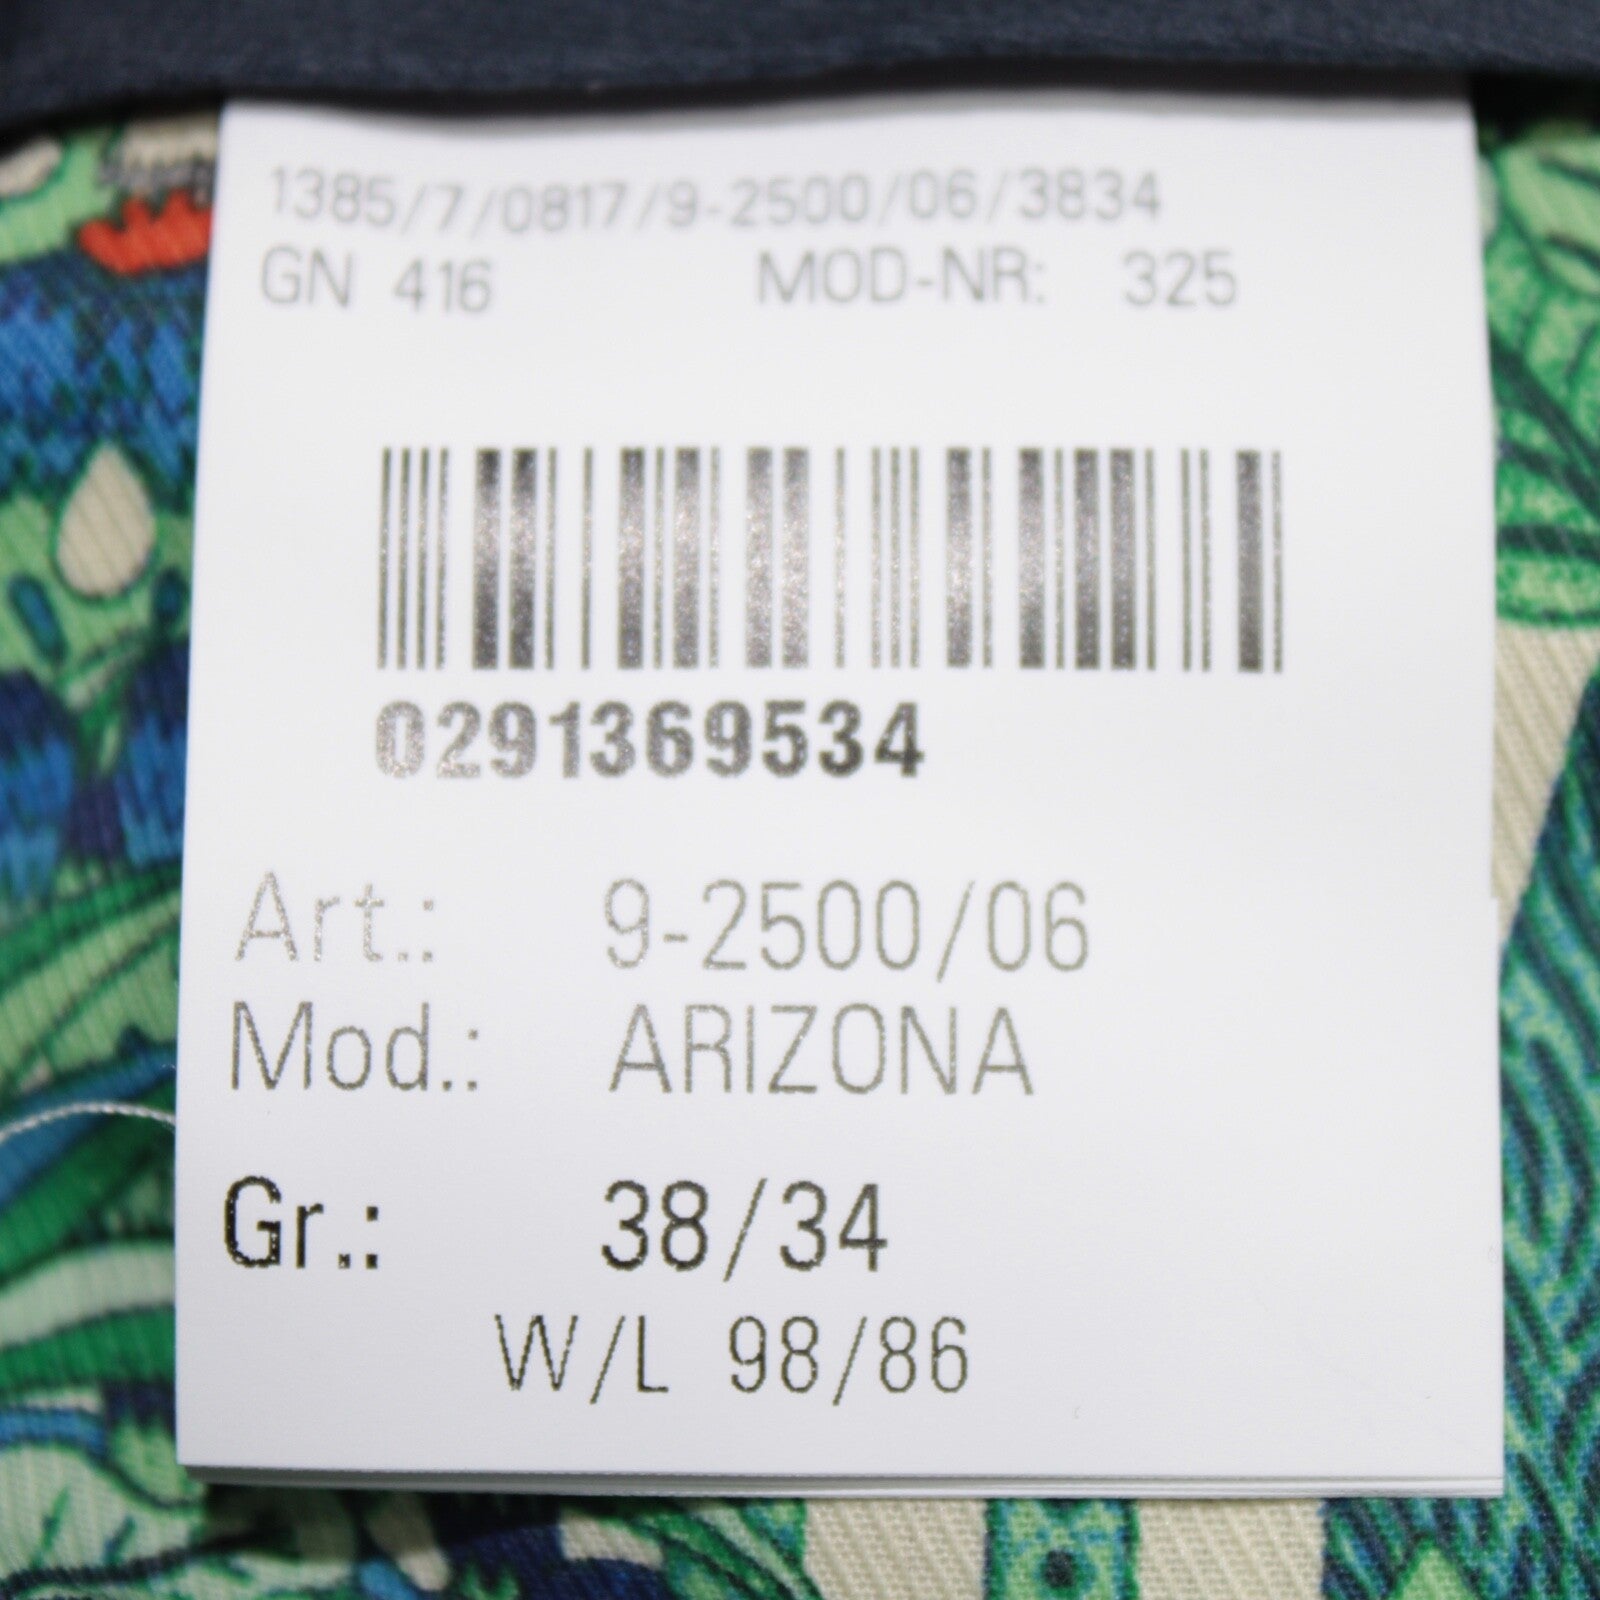 1385/7/0817/9-2500/06/3834
GN 416 MOD-NR: 325
0291369534
Art.: 9-2500/06
Mod.: ARIZONA
Gr.: 38/34
W/L 98/86